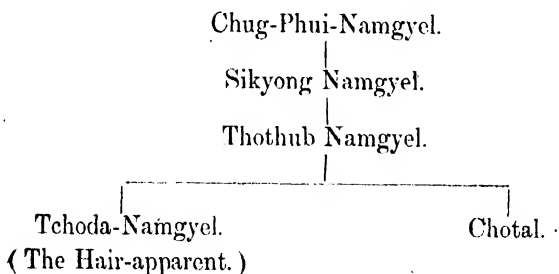 Chug-Phui-Namgyel.
Sikyong Namgyel.
Thothub Namgyel.
Tchoda-Namgyel. Chotal.
( The Hair-apparent. )